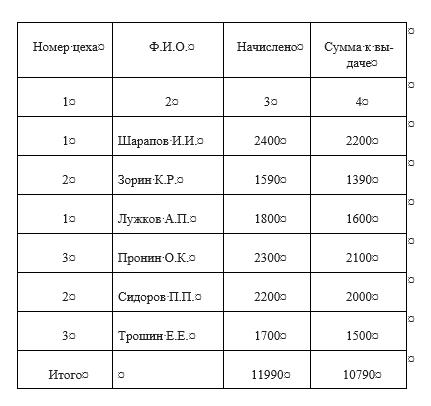 Номер цеха Ф.И.О. Начислено Сумма к вы-
даче
1 2 3 4
1 Шарапов И.И. 2400 2200
2 Зорин К.Р. 1590 1390
1 Лужков А.П. 1800 1600
3 Пронин О.К. 2300 2100
2 Сидоров П.П. 2200 2000
3 Трошин Е.Е. 1700 1500
Итого 11990 10790